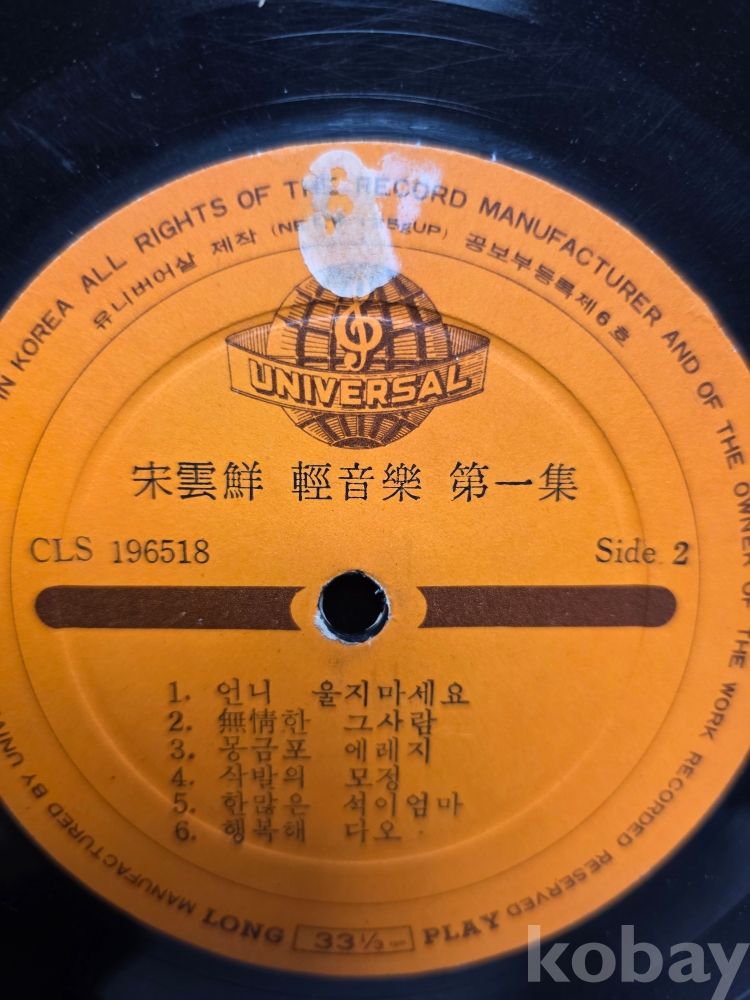 IN KOREA ALL RIGHTS OF THE RECORD MANUFACTURER AND OF THE OWNER OF THE WORK RECORDED RESERVED
유니버어살 제작 공보부등록제6호
UNIVERSAL
宋雲鮮 輕音樂 第一集
CLS 196518 Side 2
1. 언니 울지마세요
2. 無情한 그사람
3. 몽금포 에레지
4. 삭발의 모정
5. 한많은 석이엄마
6. 행복해 다오
MANUFACTURED BY
LONG 33⅓ PLAY
kobay